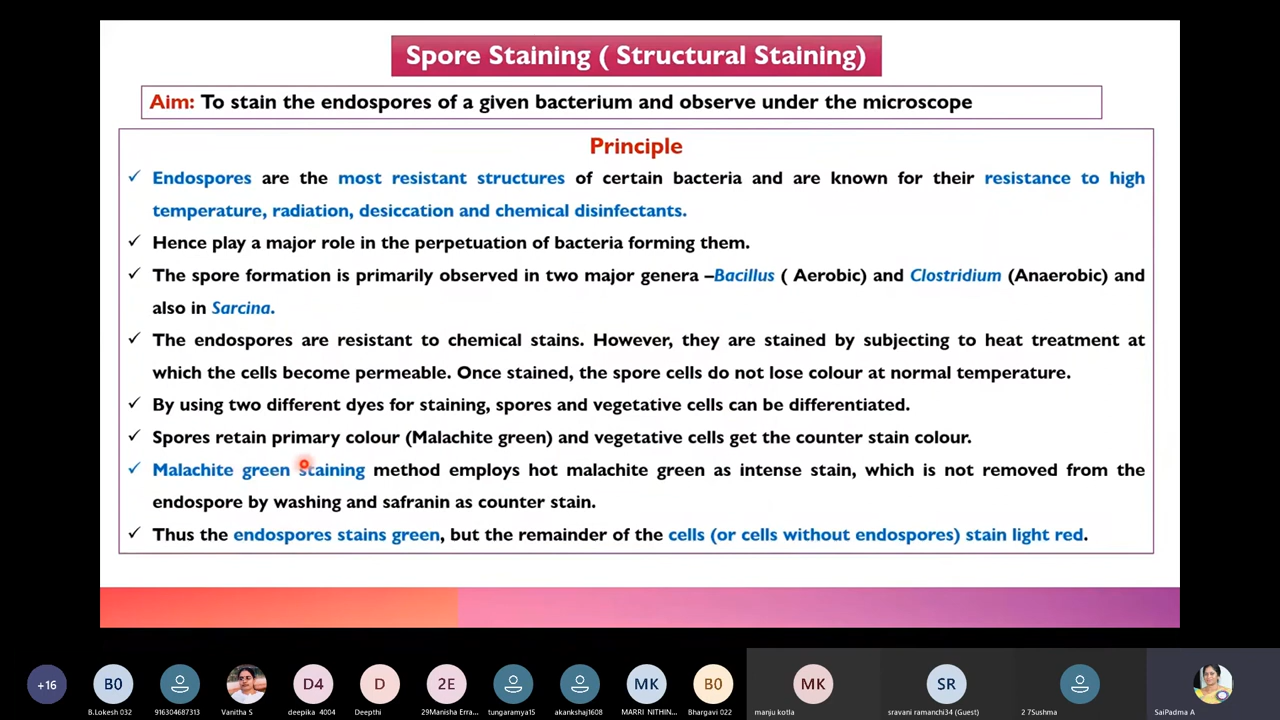 Spore Staining ( Structural Staining)
Aim: To stain the endospores of a given bacterium and observe under the microscope
Principle
✓ Endospores are the most resistant structures of certain bacteria and are known for their resistance to high
temperature, radiation, desiccation and chemical disinfectants.
✓ Hence play a major role in the perpetuation of bacteria forming them.
✓ The spore formation is primarily observed in two major genera –Bacillus ( Aerobic) and Clostridium (Anaerobic) and
also in Sarcina.
✓ The endospores are resistant to chemical stains. However, they are stained by subjecting to heat treatment at
which the cells become permeable. Once stained, the spore cells do not lose colour at normal temperature.
✓ By using two different dyes for staining, spores and vegetative cells can be differentiated.
✓ Spores retain primary colour (Malachite green) and vegetative cells get the counter stain colour.
✓ Malachite green staining method employs hot malachite green as intense stain, which is not removed from the
endospore by washing and safranin as counter stain.
✓ Thus the endospores stains green, but the remainder of the cells (or cells without endospores) stain light red.
+16 B0 D4 D 2E MK B0 MK SR
B.Lokesh 032 916304687313 Vanitha S deepika 4004 Deepthi 29Manisha Erra... tungaramya15 akankshaj1608 MARRI NITHIN... Bhargavi 022 manju kotla sravani ramanchi34 (Guest) 2 7Sushma SaiPadma A